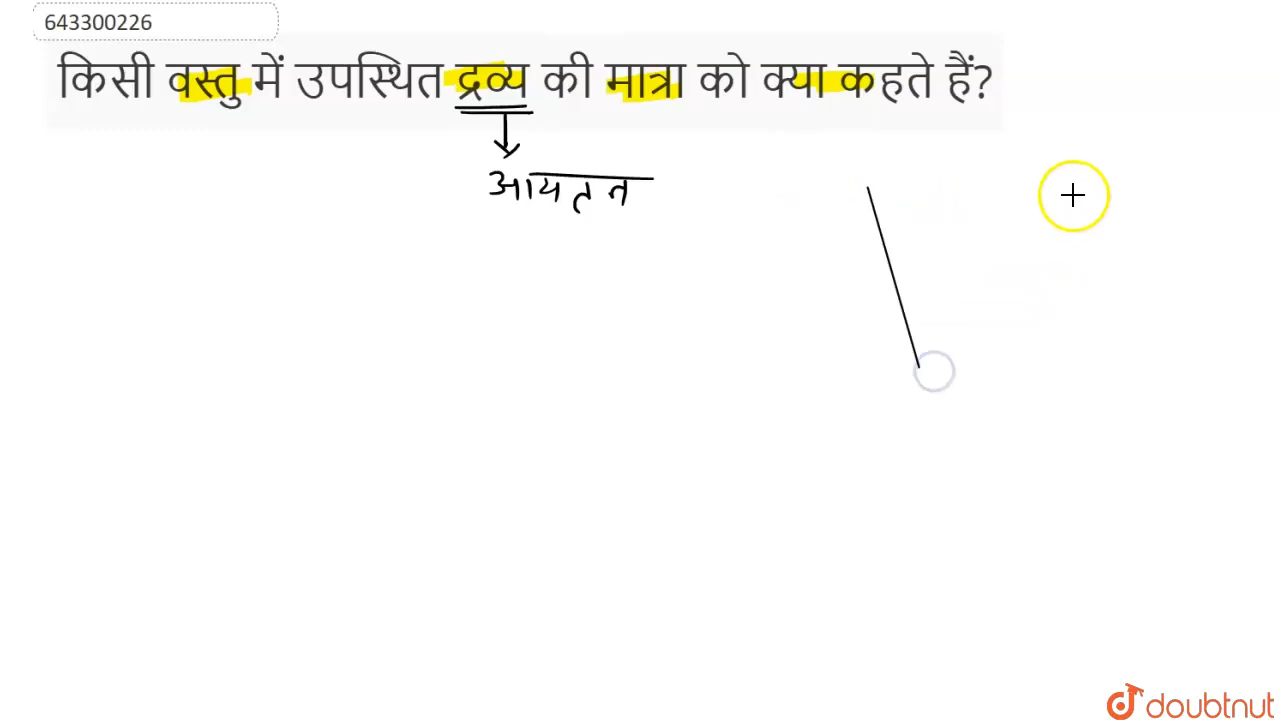 643300226
किसी वस्तु में उपस्थित द्रव्य की मात्रा को क्या कहते हैं?
आयतन
doubtnut